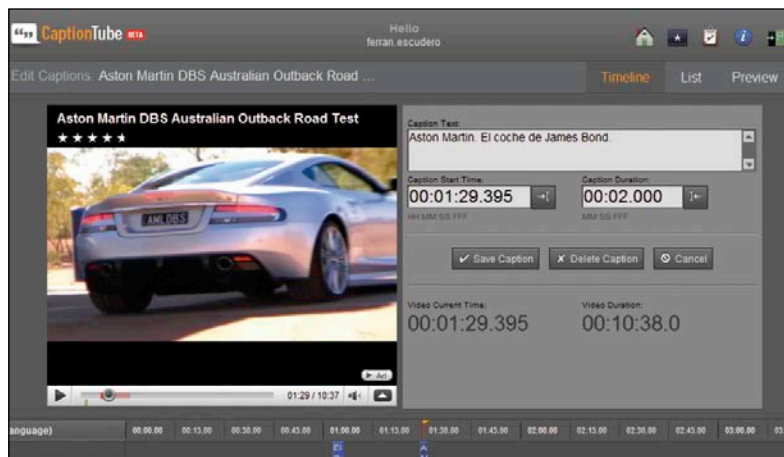 CaptionTube BETA
Hello
ferran.escudero
Edit Captions: Aston Martin DBS Australian Outback Road ...
Timeline List Preview
Aston Martin DBS Australian Outback Road Test
AMLDBS
Ad
01:29 / 10:37
Caption Text:
Aston Martin. El coche de James Bond.
Caption Start Time: Caption Duration:
00:01:29.395 00:02.000
HH:MM:SS.FFF MM:SS.FFF
Save Caption Delete Caption Cancel
Video Current Time: Video Duration:
00:01:29.395 00:10:38.0
anguage) 00:00.00 00:15.00 00:30.00 00:45.00 01:00.00 01:15.00 01:30.00 01:45.00 02:00.00 02:15.00 02:30.00 02:45.00 03:00.00 03